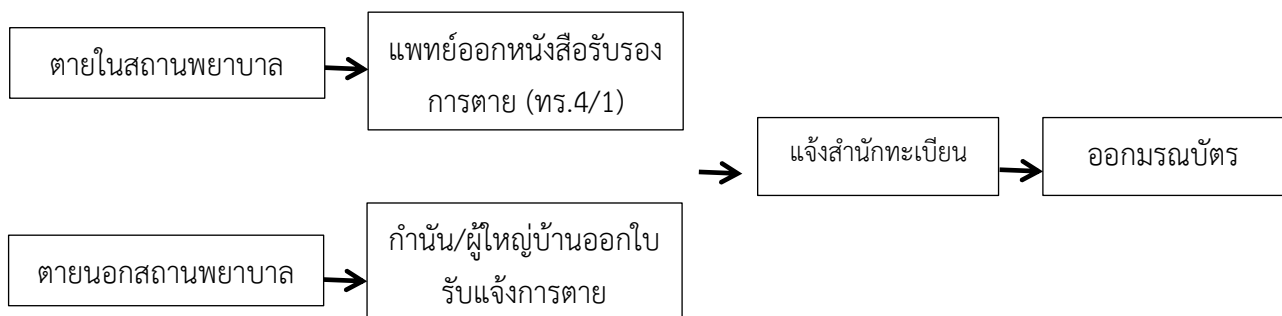 ตายในสถานพยาบาล
แพทย์ออกหนังสือรับรอง
การตาย (ทร.4/1)
แจ้งสำนักทะเบียน
ออกมรณบัตร
ตายนอกสถานพยาบาล
กำนัน/ผู้ใหญ่บ้านออกใบ
รับแจ้งการตาย